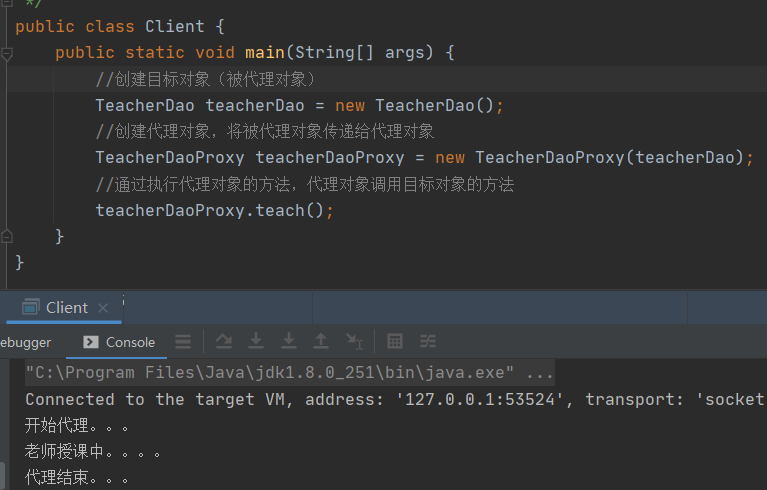 */
public class Client {
public static void main(String[] args) {
//创建目标对象（被代理对象）
TeacherDao teacherDao = new TeacherDao();
//创建代理对象，将被代理对象传递给代理对象
TeacherDaoProxy teacherDaoProxy = new TeacherDaoProxy(teacherDao);
//通过执行代理对象的方法，代理对象调用目标对象的方法
teacherDaoProxy.teach();
}
}
Client ×
ebugger Console
"C:\Program Files\Java\jdk1.8.0_251\bin\java.exe" ...
Connected to the target VM, address: '127.0.0.1:53524', transport: 'socket
开始代理。。。
老师授课中。。。。
代理结束。。。